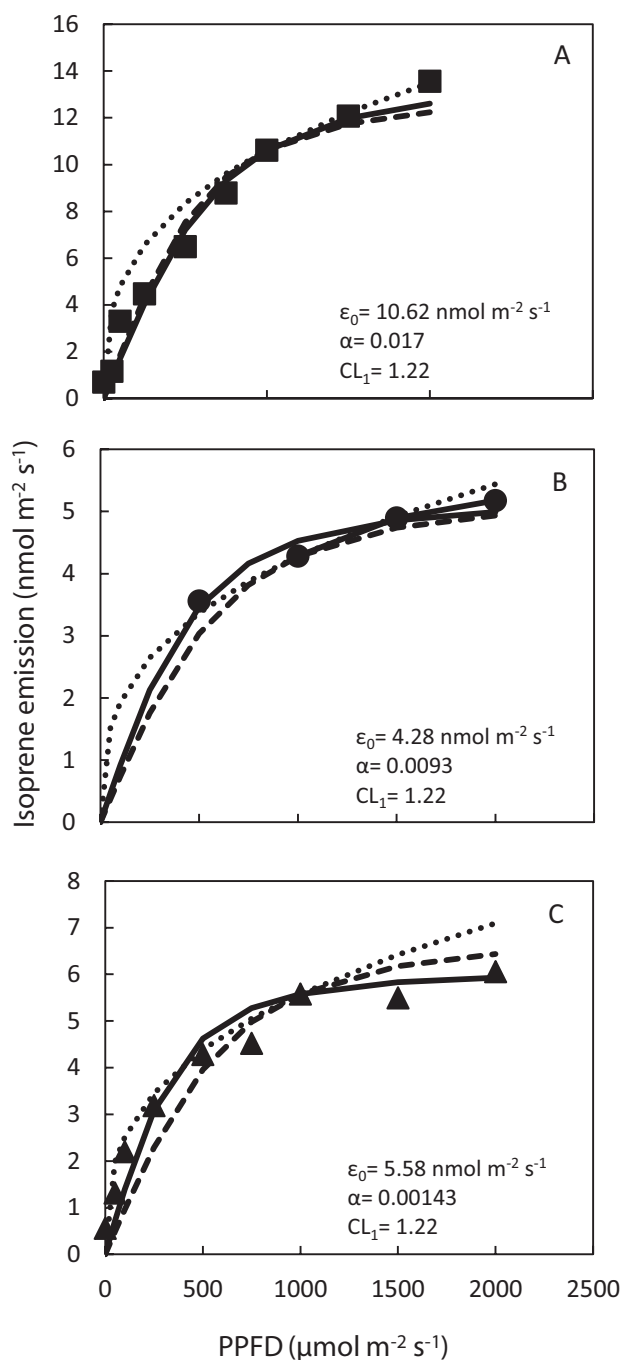 16
14
12
10
8
6
4
2
0
A
ε₀= 10.62 nmol m⁻² s⁻¹
α= 0.017
CL₁= 1.22
6
5
4
3
2
1
0
B
ε₀= 4.28 nmol m⁻² s⁻¹
α= 0.0093
CL₁= 1.22
Isoprene emission (nmol m⁻² s⁻¹)
8
7
6
5
4
3
2
1
0
C
ε₀= 5.58 nmol m⁻² s⁻¹
α= 0.00143
CL₁= 1.22
0 500 1000 1500 2000 2500
PPFD (μmol m⁻² s⁻¹)